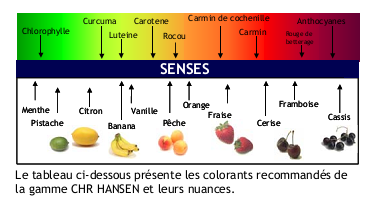 Carmin de cochenille
Curcuma Carotene Anthocyanes
Chlorophylle
Luteine Rocou Carmin Rouge de
betterave
SENSES
Menthe Citron Vanille Orange Framboise
Pistache Banana Pêche Fraise Cerise Cassis
Le tableau ci-dessous présente les colorants recommandés de
la gamme CHR HANSEN et leurs nuances.